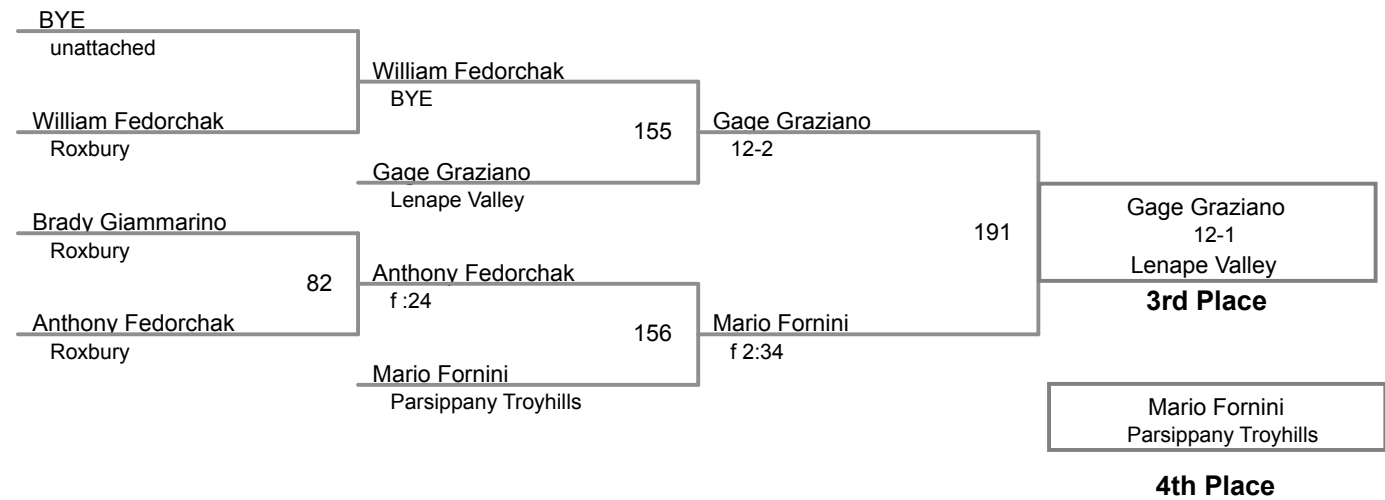 BYE
unattached
William Fedorchak
BYE
William Fedorchak
Roxbury
155
Gage Graziano
12-2
Gage Graziano
Lenape Valley
Brady Giammarino
Roxbury
82
Anthony Fedorchak
f :24
Anthony Fedorchak
Roxbury
156
Mario Fornini
f 2:34
Mario Fornini
Parsippany Troyhills
191
Gage Graziano
12-1
Lenape Valley
3rd Place
Mario Fornini
Parsippany Troyhills
4th Place